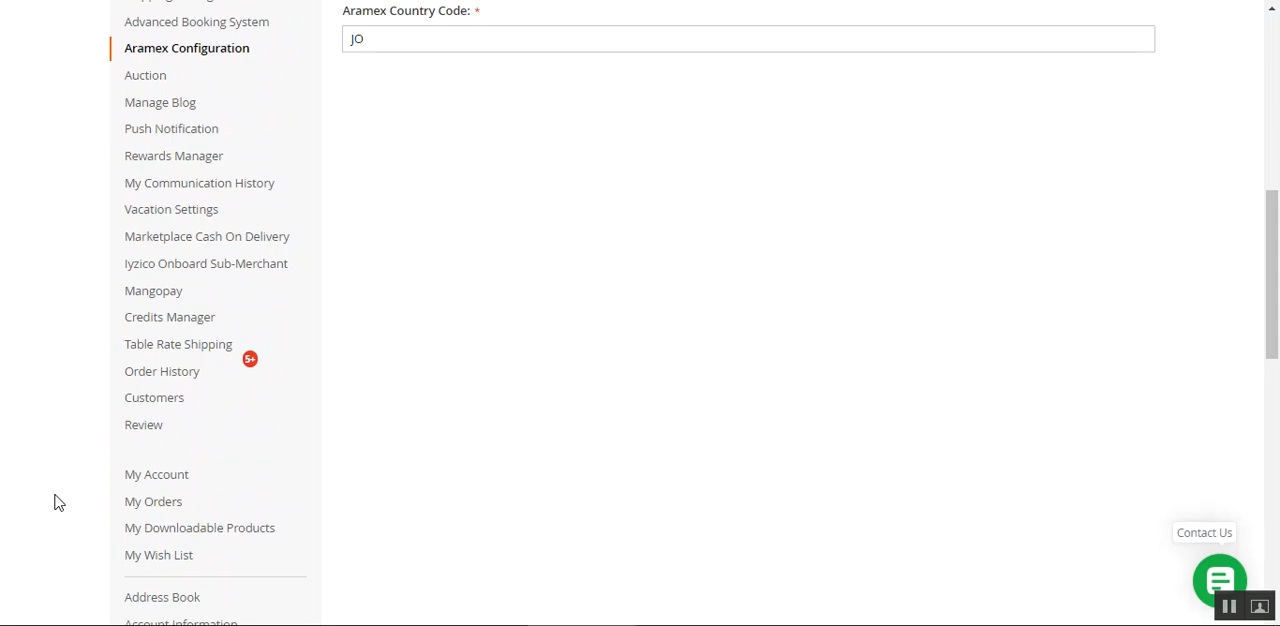 Aramex Country Code: *
JO
Advanced Booking System
Aramex Configuration
Auction
Manage Blog
Push Notification
Rewards Manager
My Communication History
Vacation Settings
Marketplace Cash On Delivery
Iyzico Onboard Sub-Merchant
Mangopay
Credits Manager
Table Rate Shipping
5+
Order History
Customers
Review
My Account
My Orders
My Downloadable Products
My Wish List
Address Book
Account Information
Contact Us